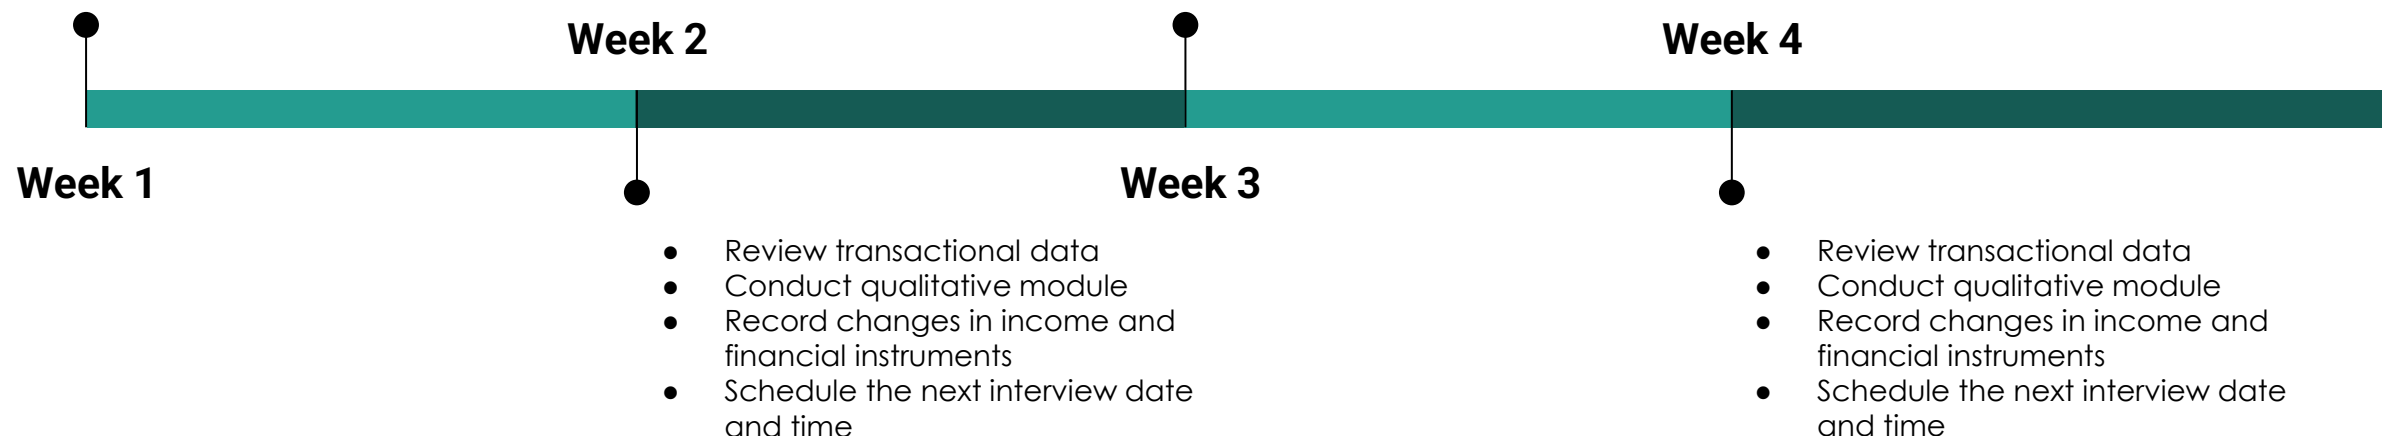 Week 2
Week 4
Week 1
Week 3
● Review transactional data
● Conduct qualitative module
● Record changes in income and
financial instruments
● Schedule the next interview date
and time
● Review transactional data
● Conduct qualitative module
● Record changes in income and
financial instruments
● Schedule the next interview date
and time